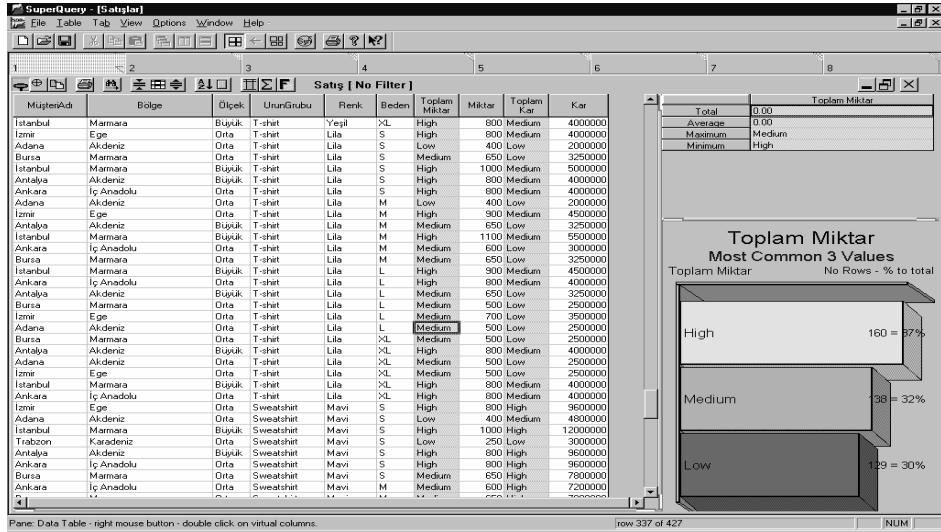 SuperQuery - [Satışlar]
File Table Tab View Options Window Help
1 2 3 4 5 6 7 8
Satış [ No Filter ]
MüşteriAdı Bölge Ölçek UrunGrubu Renk Beden Toplam Miktar Miktar Toplam Kar Kar
İstanbul Marmara Büyük T-shirt Yeşil XL High 800 Medium 4000000
İzmir Ege Orta T-shirt Lila S High 800 Medium 4000000
Adana Akdeniz Orta T-shirt Lila S Low 400 Low 2000000
Bursa Marmara Orta T-shirt Lila S Medium 650 Low 3250000
İstanbul Marmara Büyük T-shirt Lila S High 1000 Medium 5000000
Antalya Akdeniz Büyük T-shirt Lila S High 800 Medium 4000000
Ankara İç Anadolu Orta T-shirt Lila S High 800 Medium 4000000
Adana Akdeniz Orta T-shirt Lila M Low 400 Low 2000000
İzmir Ege Orta T-shirt Lila M High 900 Medium 4500000
Antalya Akdeniz Büyük T-shirt Lila M Medium 650 Low 3250000
İstanbul Marmara Büyük T-shirt Lila M High 1100 Medium 5500000
Ankara İç Anadolu Orta T-shirt Lila M Medium 600 Low 3000000
Bursa Marmara Orta T-shirt Lila M Medium 650 Low 3250000
İstanbul Marmara Büyük T-shirt Lila L High 900 Medium 4500000
Ankara İç Anadolu Orta T-shirt Lila L High 800 Medium 4000000
Antalya Akdeniz Büyük T-shirt Lila L Medium 650 Low 3250000
Bursa Marmara Orta T-shirt Lila L Medium 500 Low 2500000
İzmir Ege Orta T-shirt Lila L Medium 700 Low 3500000
Adana Akdeniz Orta T-shirt Lila L Medium 500 Low 2500000
Bursa Marmara Orta T-shirt Lila XL Medium 500 Low 2500000
Antalya Akdeniz Büyük T-shirt Lila XL High 800 Medium 4000000
Adana Akdeniz Orta T-shirt Lila XL Medium 500 Low 2500000
İzmir Ege Orta T-shirt Lila XL Medium 500 Low 2500000
İstanbul Marmara Büyük T-shirt Lila XL High 800 Medium 4000000
Ankara İç Anadolu Orta T-shirt Lila XL High 800 Medium 4000000
İzmir Ege Orta Sweatshirt Mavi S High 800 High 9600000
Adana Akdeniz Orta Sweatshirt Mavi S Low 400 Medium 4800000
İstanbul Marmara Büyük Sweatshirt Mavi S High 1000 High 12000000
Trabzon Karadeniz Orta Sweatshirt Mavi S Low 250 Low 3000000
Antalya Akdeniz Büyük Sweatshirt Mavi S High 800 High 9600000
Ankara İç Anadolu Orta Sweatshirt Mavi S High 800 High 9600000
Bursa Marmara Orta Sweatshirt Mavi S Medium 650 High 7800000
Ankara İç Anadolu Orta Sweatshirt Mavi M Medium 600 High 7200000
Toplam Miktar
Total 0.00
Average 0.00
Maximum Medium
Minimum High
Toplam Miktar
Most Common 3 Values
Toplam Miktar No Rows - % to total
High 160 = 37%
Medium 138 = 32%
Low 129 = 30%
Pane: Data Table - right mouse button - double click on virtual columns. row 337 of 427 NUM